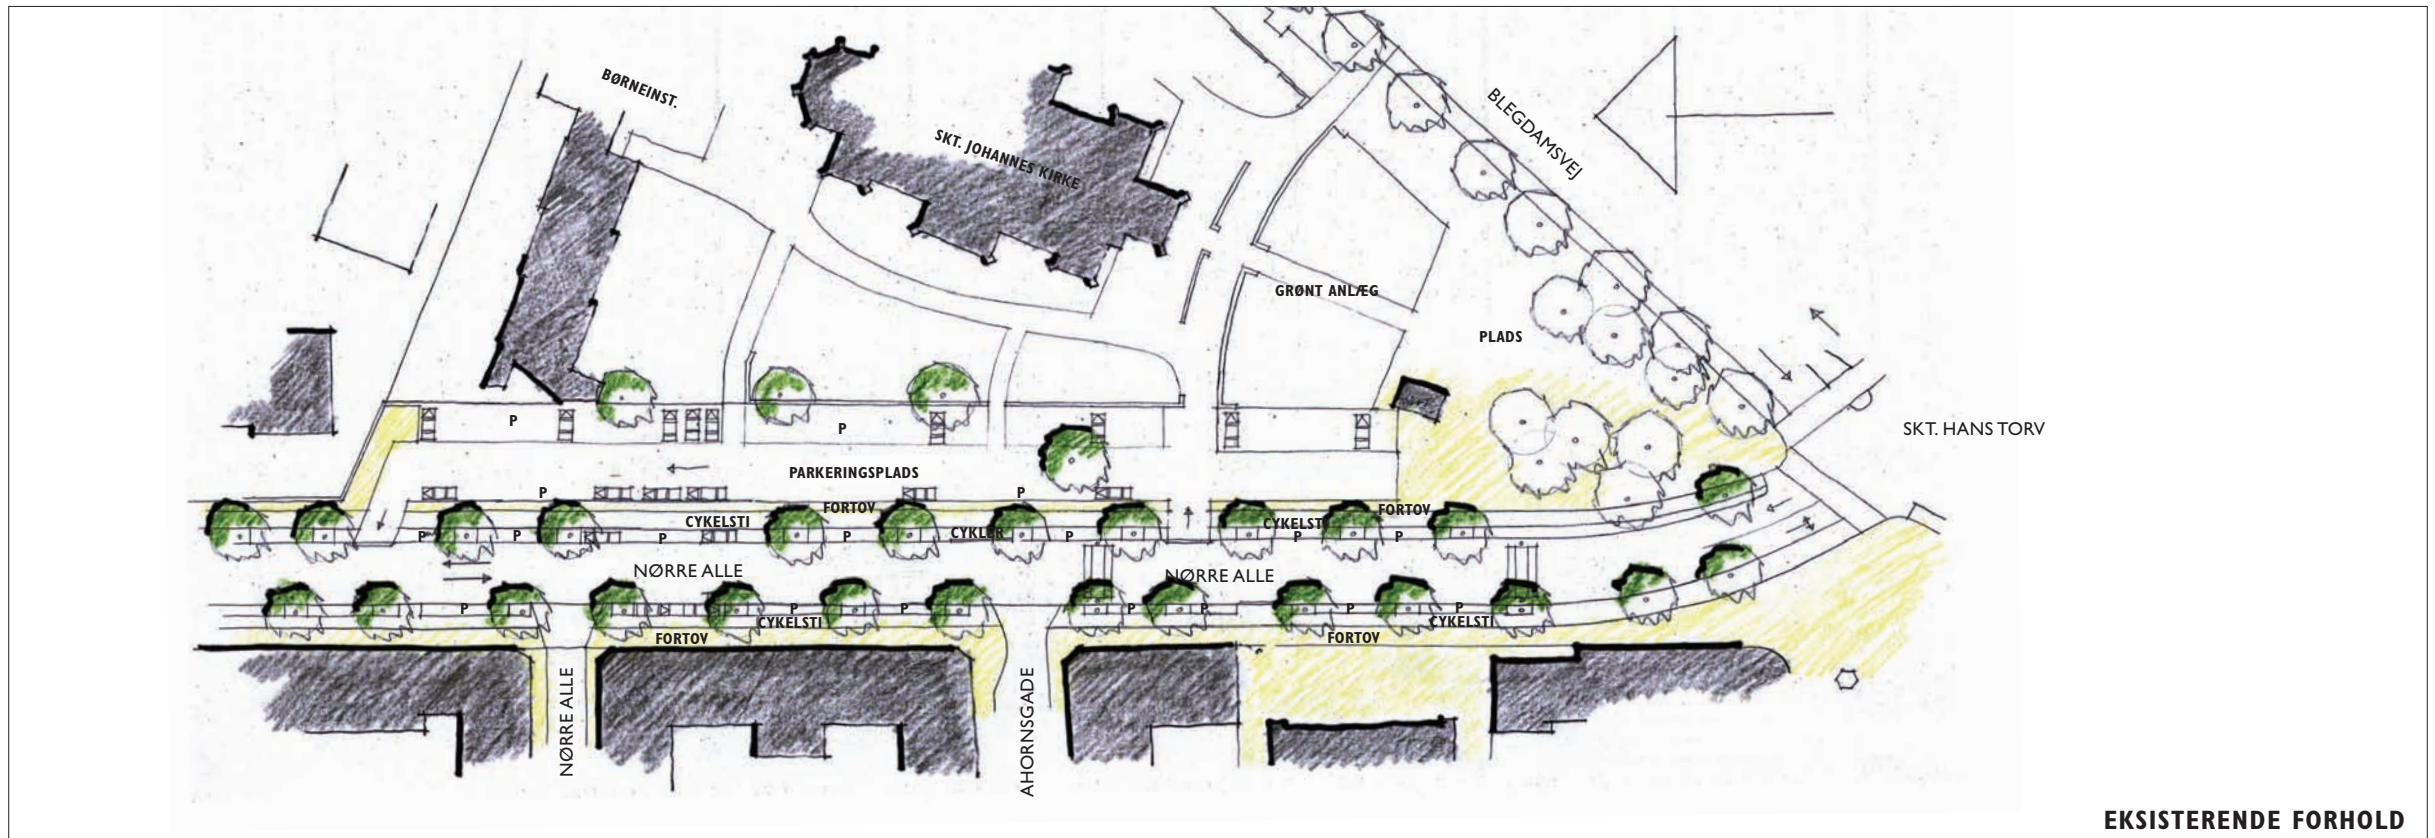 BØRNEINST.
SKT. JOHANNES KIRKE
BLEGDAMSVEJ
GRØNT ANLÆG
PLADS
P
P
SKT. HANS TORV
PARKERINGSPLADS
P
P
FORTOV
FORTOV
CYKELSTI
CYKELSTI
P
P
P
P
CYKLER
P
P
P
NØRRE ALLE
NØRRE ALLE
P
P
P
P
P
P
P
CYKELSTI
CYKELSTI
FORTOV
FORTOV
NØRRE ALLE
AHORNSGADE
EKSISTERENDE FORHOLD